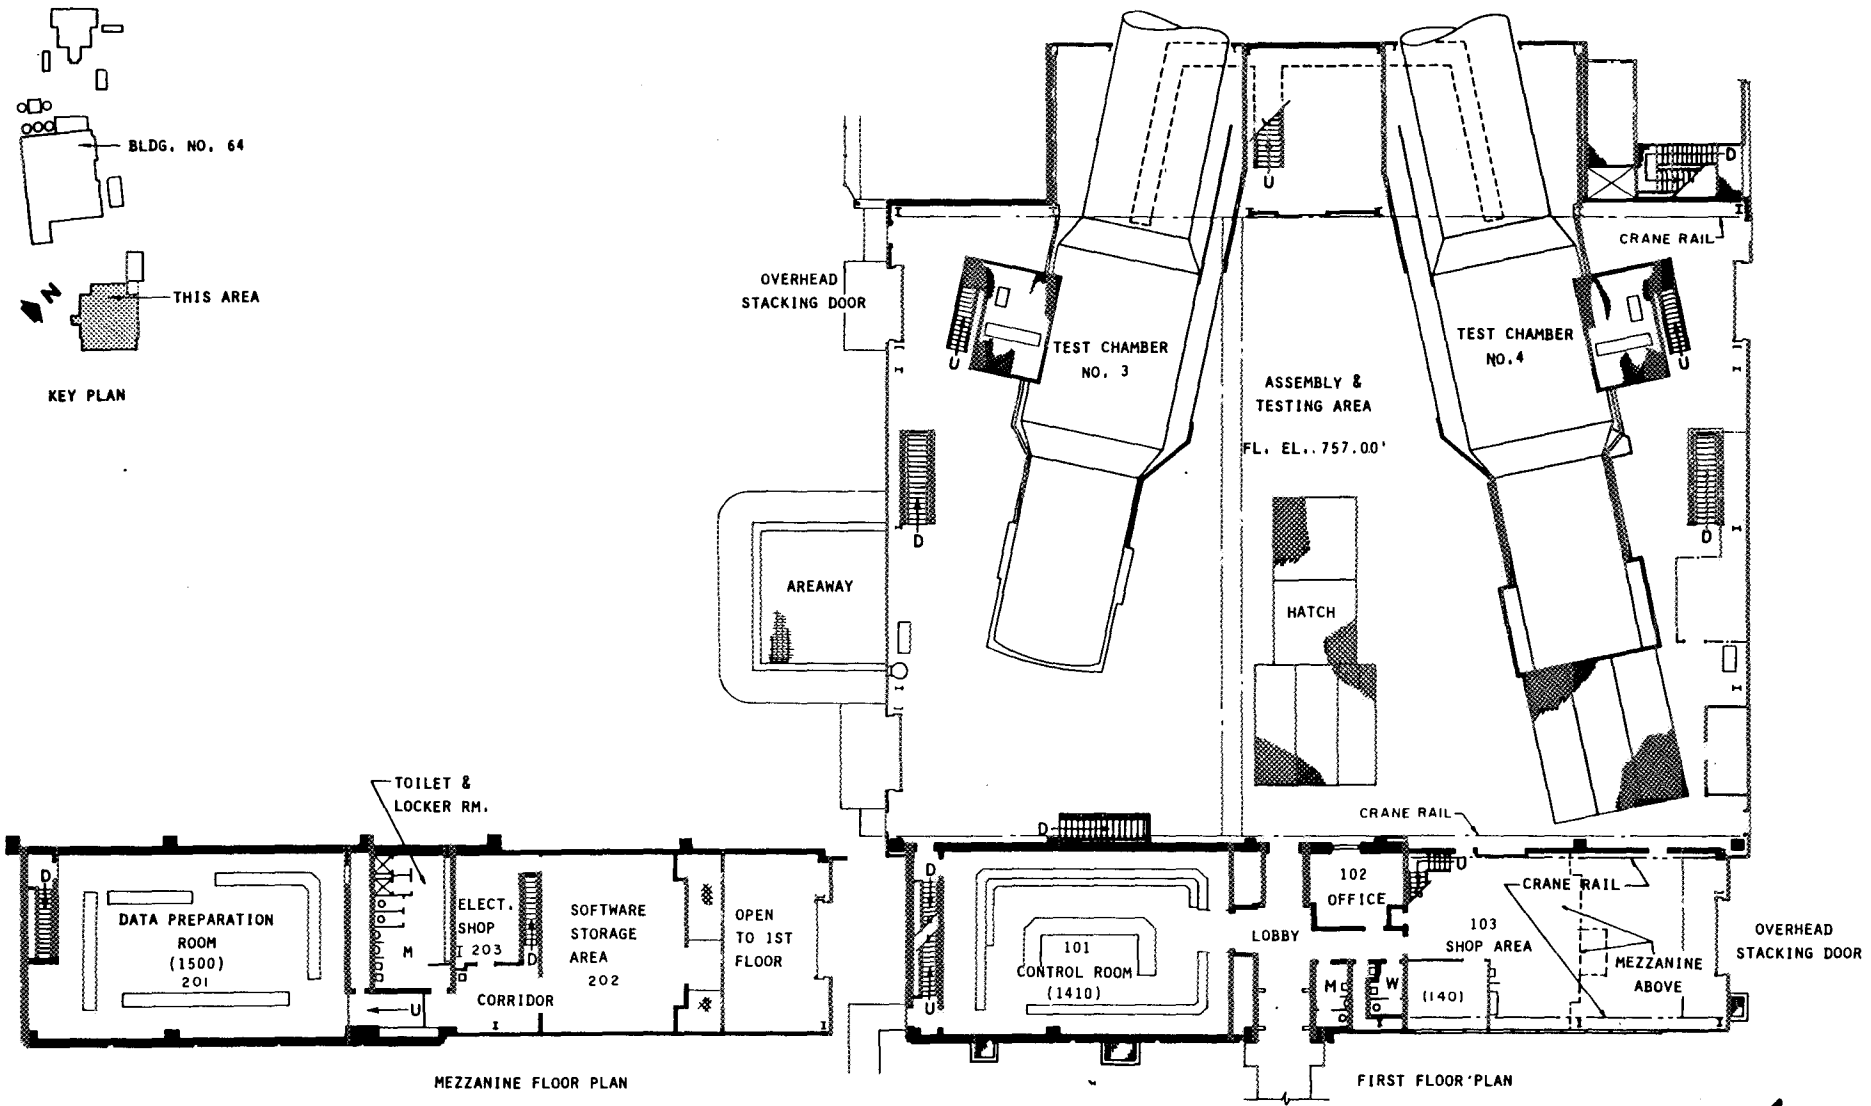 BLDG. NO. 64
N
THIS AREA
KEY PLAN
U
D
CRANE RAIL
OVERHEAD
STACKING DOOR
U
TEST CHAMBER
NO. 3
TEST CHAMBER
NO.4
U
ASSEMBLY &
TESTING AREA
FL. EL..757.00'
D
D
AREAWAY
HATCH
CRANE RAIL
D
TOILET &
LOCKER RM.
D
DATA PREPARATION
ROOM
(1500)
201
M
ELECT.
SHOP
203
D
CORRIDOR
U
SOFTWARE
STORAGE
AREA
202
OPEN
TO 1ST
FLOOR
MEZZANINE FLOOR PLAN
D
U
101
CONTROL ROOM
(1410)
LOBBY
102
OFFICE
U
CRANE RAIL
103
SHOP AREA
MEZZANINE
ABOVE
M
W
(140)
OVERHEAD
STACKING DOOR
FIRST FLOOR PLAN